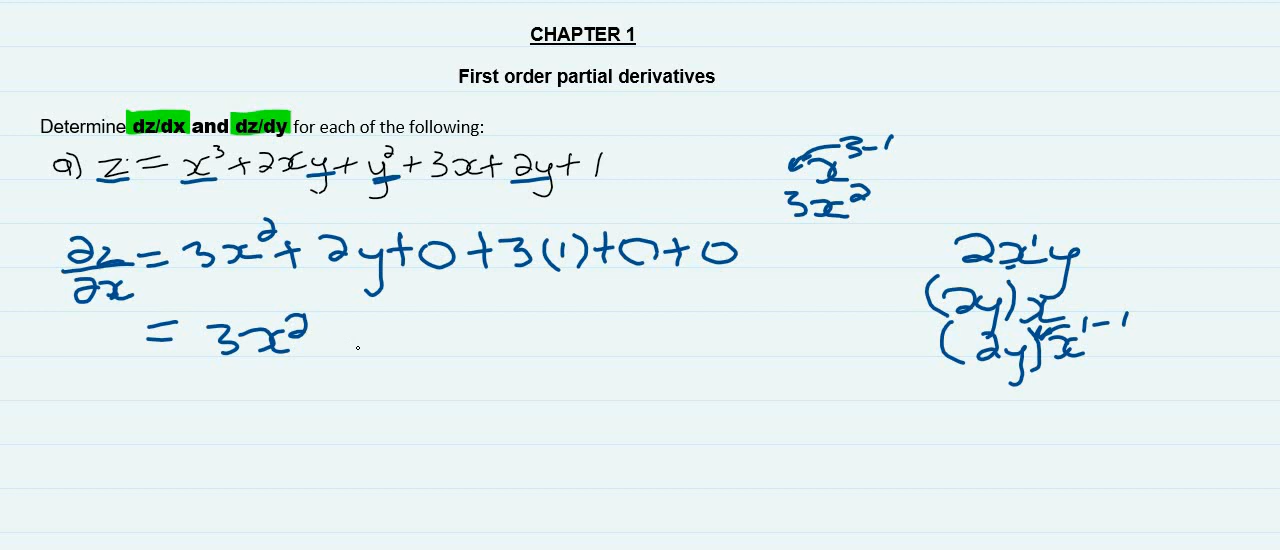 CHAPTER 1
First order partial derivatives
Determine dz/dx and dz/dy for each of the following:
a) z = x³ + 2xy + y² + 3x + 2y + 1
x³⁻¹
3x²
∂z/∂x = 3x² + 2y + 0 + 3(1) + 0 + 0
= 3x²
2x¹y
(2y)x
(2y)x¹⁻¹